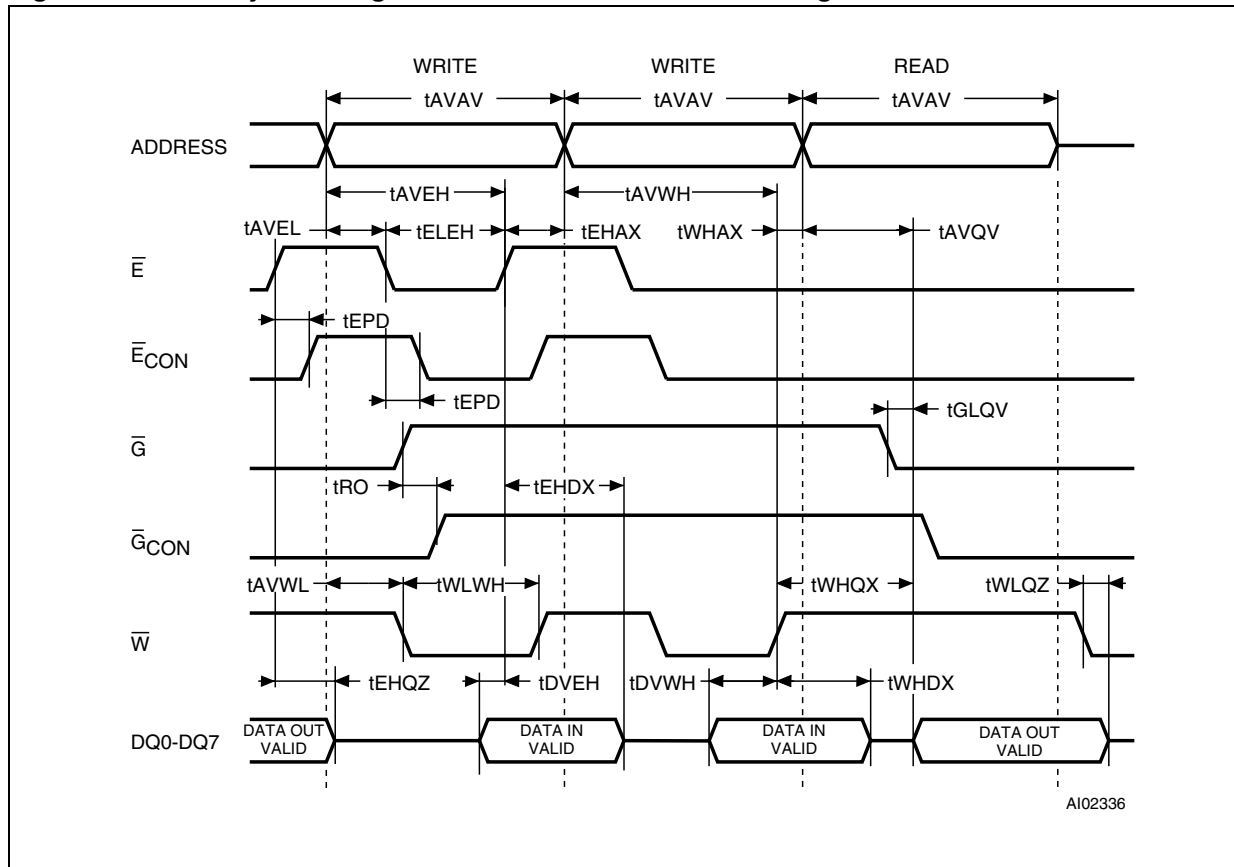 WRITE WRITE READ
tAVAV tAVAV tAVAV
ADDRESS
tAVEH tAVWH
tAVEL tELEH tEHAX tWHAX tAVQV
E̅
tEPD
E̅CON
tEPD
tGLQV
G̅
tRO tEHDX
G̅CON
tAVWL tWLWH tWHQX tWLQZ
W̅
tEHQZ tDVEH tDVWH tWHDX
DQ0-DQ7
DATA OUT
VALID
DATA IN
VALID
DATA IN
VALID
DATA OUT
VALID
AI02336